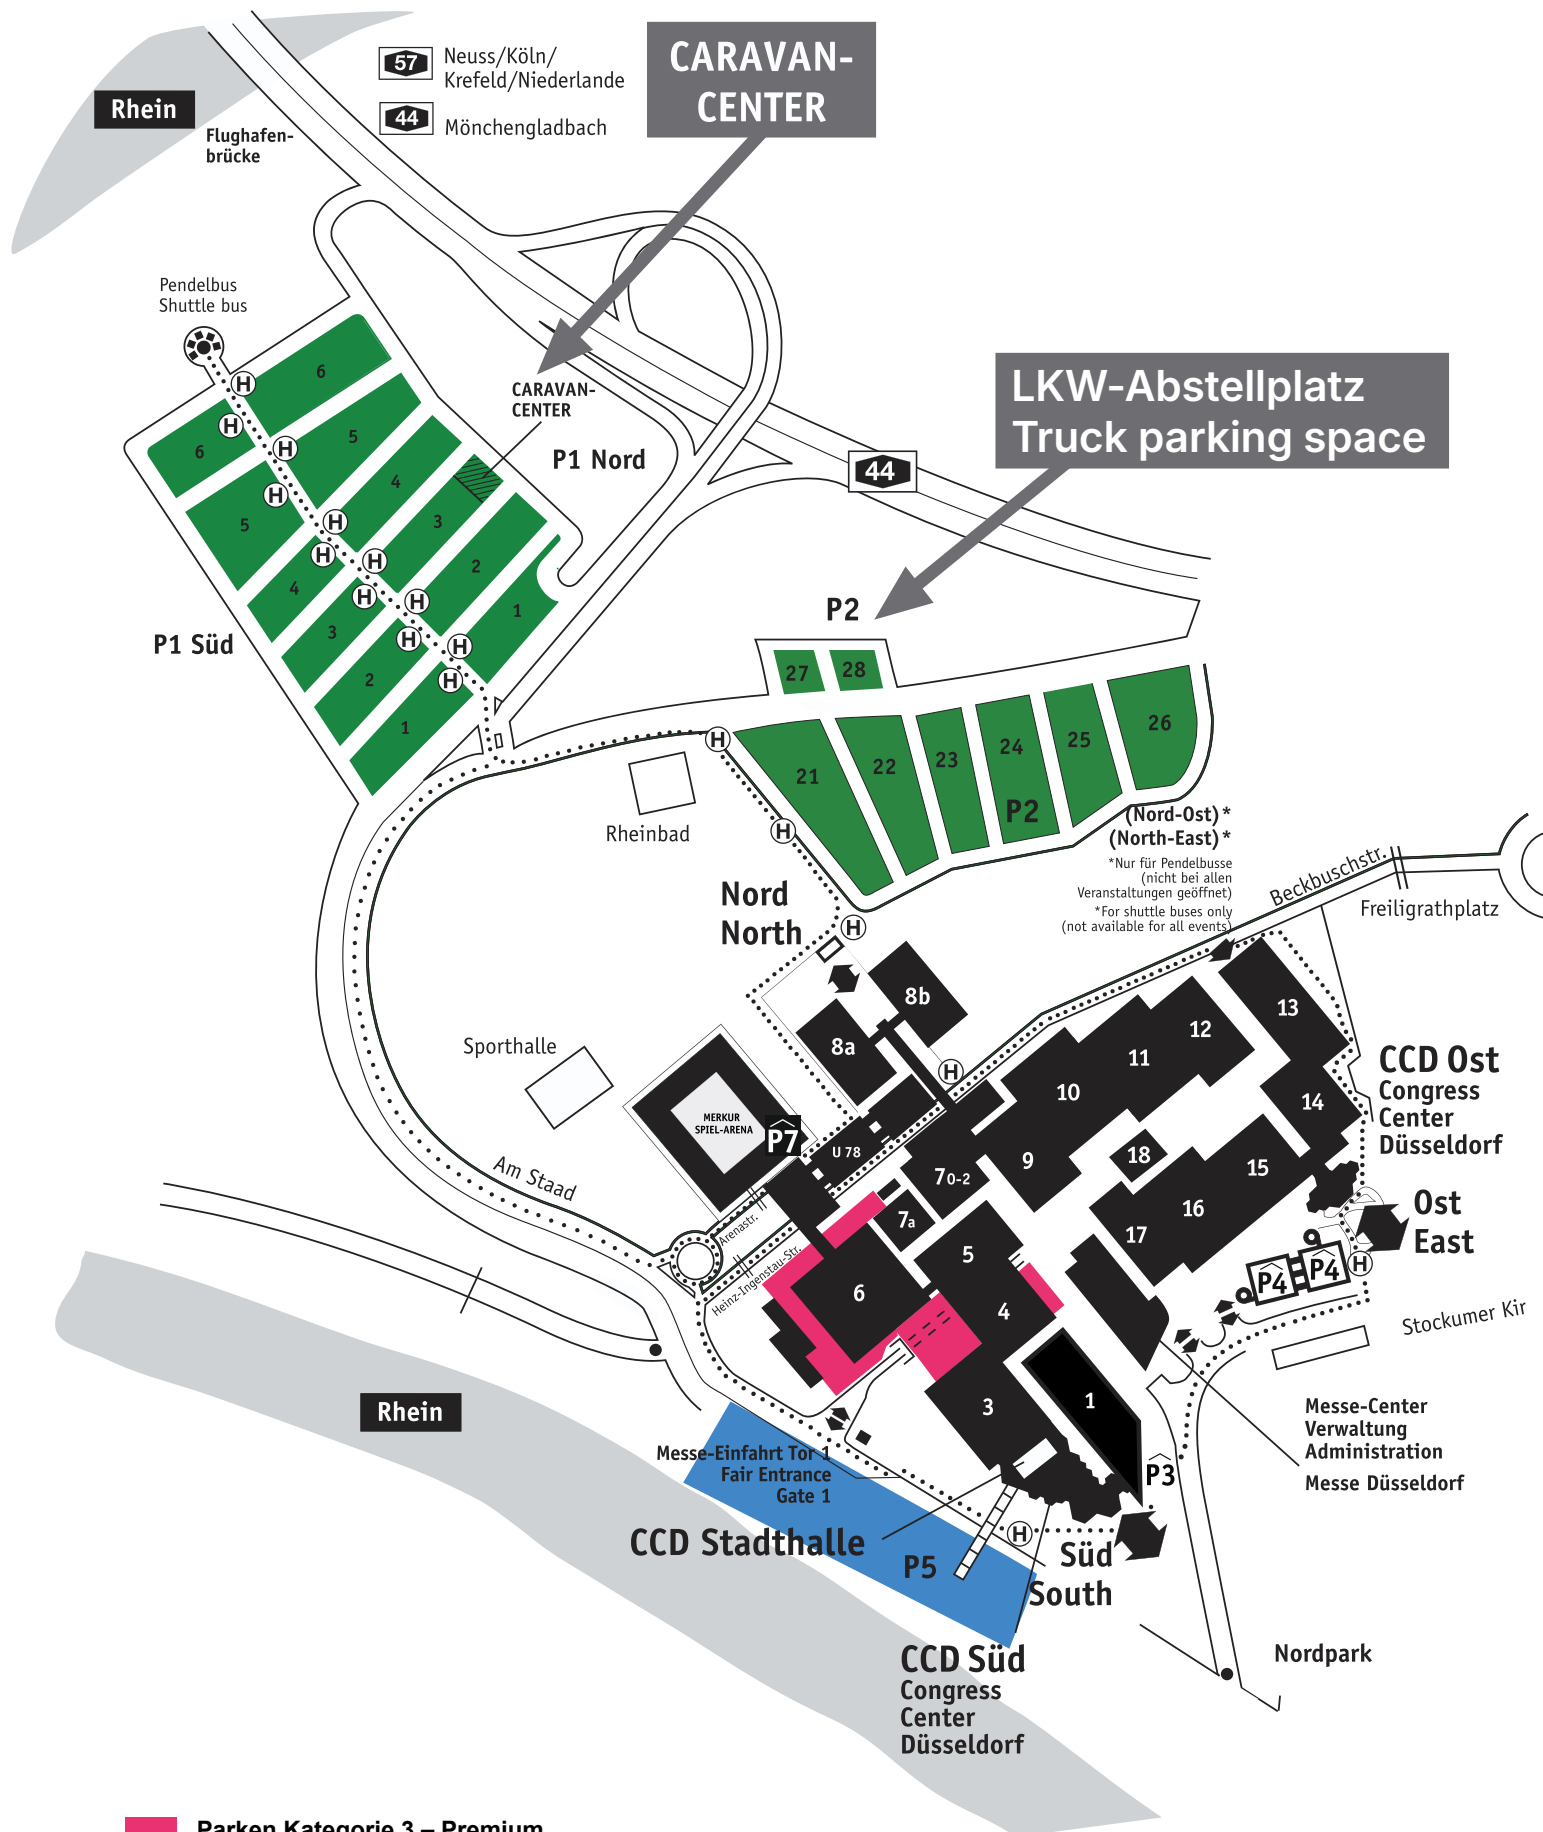 57
Neuss/Köln/
Krefeld/Niederlande
44
Mönchengladbach
CARAVAN-
CENTER
Rhein
Flughafen-
brücke
Pendelbus
Shuttle bus
LKW-Abstellplatz
Truck parking space
CARAVAN-
CENTER
P1 Nord
44
6
H
6
H
5
H
5
H
4
H
4
H
3
H
3
H
2
H
2
H
1
H
1
H
P1 Süd
P2
27
28
21
22
23
24
25
26
P2
H
Rheinbad
H
(Nord-Ost)*
(North-East)*
*Nur für Pendelbusse
(nicht bei allen
Veranstaltungen geöffnet)
*For shuttle buses only
(not available for all events)
Beckbuschstr.
Freiligrathplatz
Nord
North
H
8b
8a
H
Sporthalle
MERKUR
SPIEL-ARENA
P7
U 78
13
12
11
10
9
70-2
7a
14
18
15
16
17
CCD Ost
Congress
Center
Düsseldorf
Ost
East
P4
P4
H
Stockumer Kir
Am Staad
Arenastr.
Heinz-Ingenstau-Str.
6
5
4
3
1
P3
Messe-Center
Verwaltung
Administration
Messe Düsseldorf
Rhein
Messe-Einfahrt Tor 1
Fair Entrance
Gate 1
CCD Stadthalle
P5
H
Süd
South
CCD Süd
Congress
Center
Düsseldorf
Nordpark
Parken Kategorie 3 – Premium